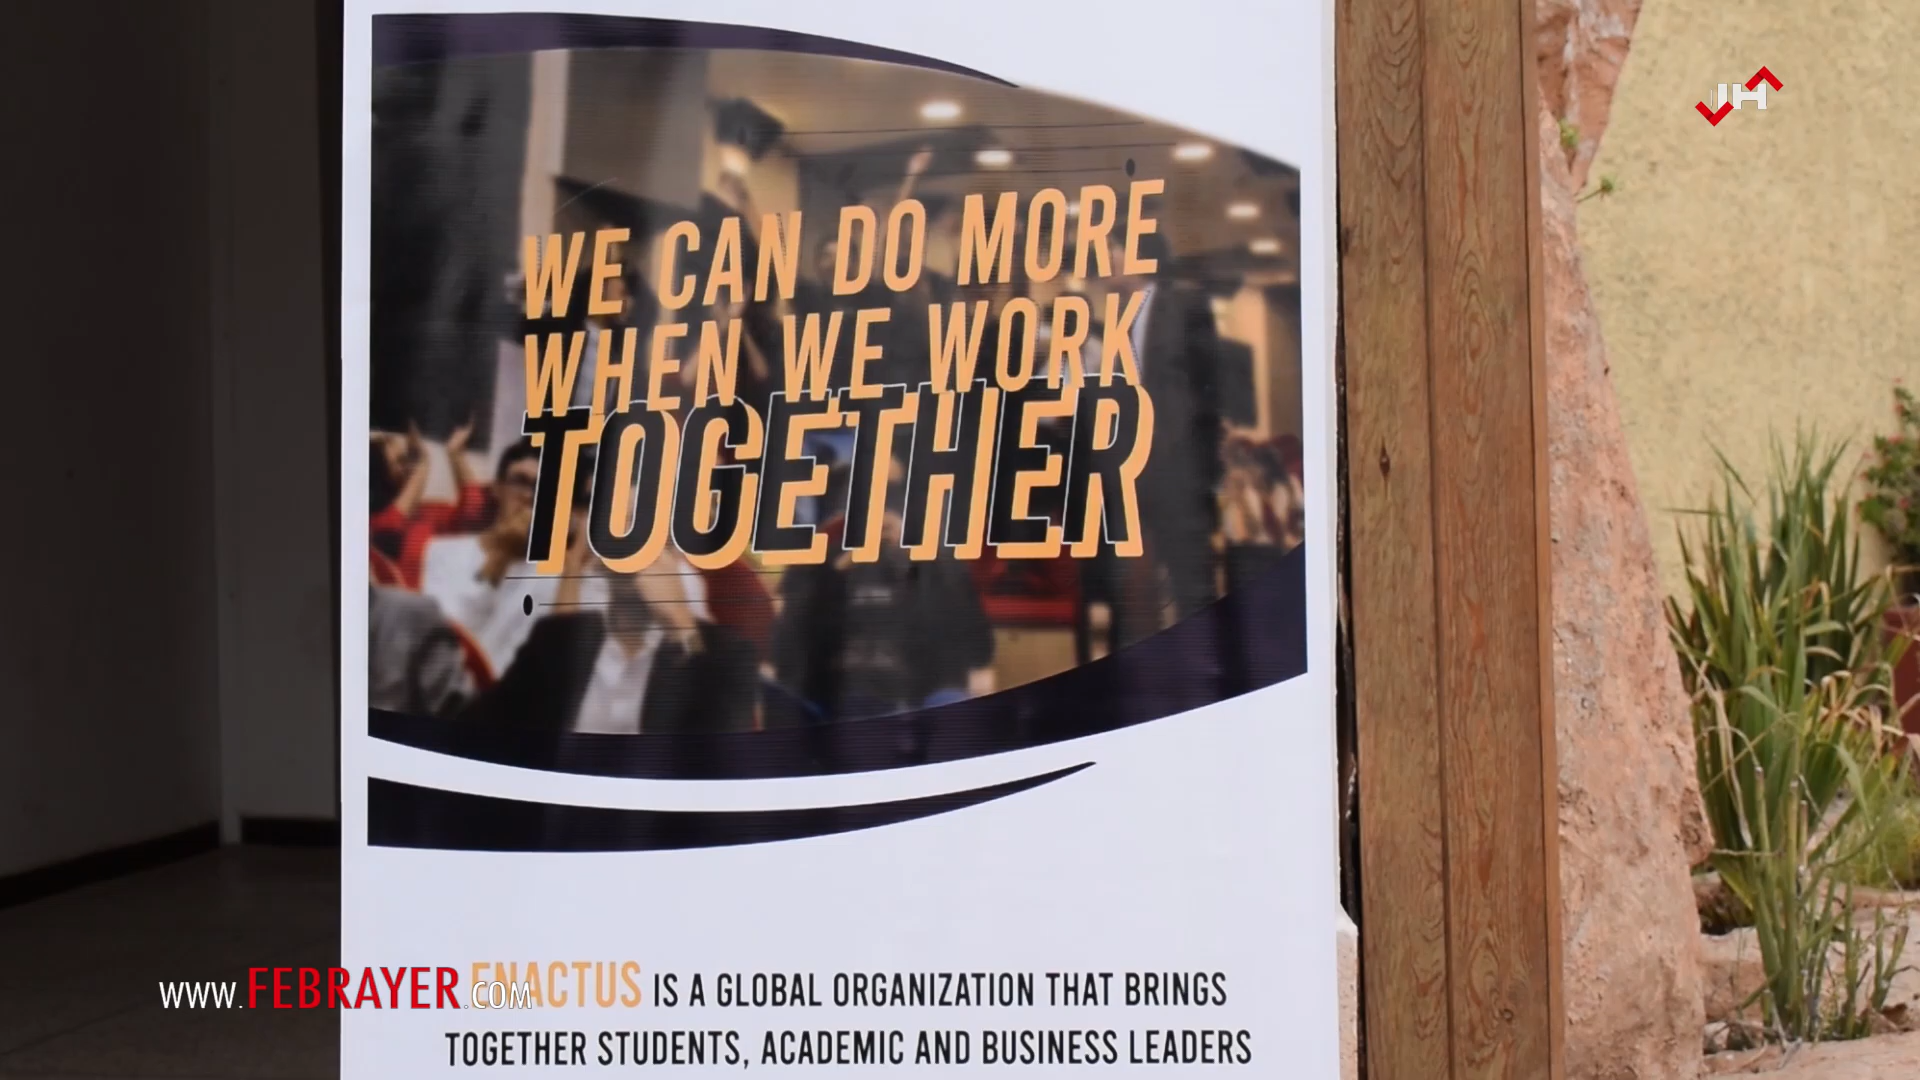 WE CAN DO MORE
WHEN WE WORK
TOGETHER
ENACTUS IS A GLOBAL ORGANIZATION THAT BRINGS
TOGETHER STUDENTS, ACADEMIC AND BUSINESS LEADERS
www.FEBRAYER.COM